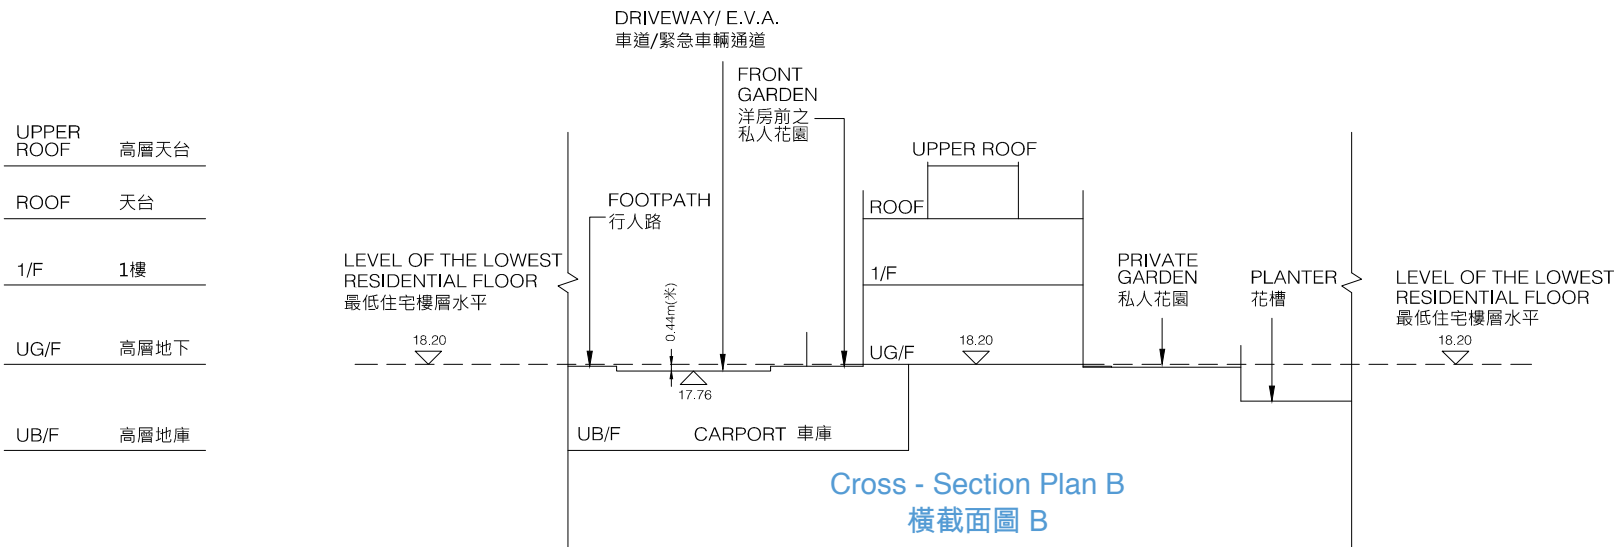 DRIVEWAY/ E.V.A.
車道/緊急車輛通道
FRONT
GARDEN
洋房前之
私人花園
UPPER
ROOF 高層天台
ROOF 天台
1/F 1樓
UG/F 高層地下
UB/F 高層地庫
LEVEL OF THE LOWEST
RESIDENTIAL FLOOR
最低住宅樓層水平
18.20
FOOTPATH
行人路
0.44m(米)
17.76
UPPER ROOF
ROOF
1/F
UG/F
18.20
UB/F CARPORT 車庫
PRIVATE
GARDEN
私人花園
PLANTER
花槽
LEVEL OF THE LOWEST
RESIDENTIAL FLOOR
最低住宅樓層水平
18.20
Cross - Section Plan B
橫截面圖 B